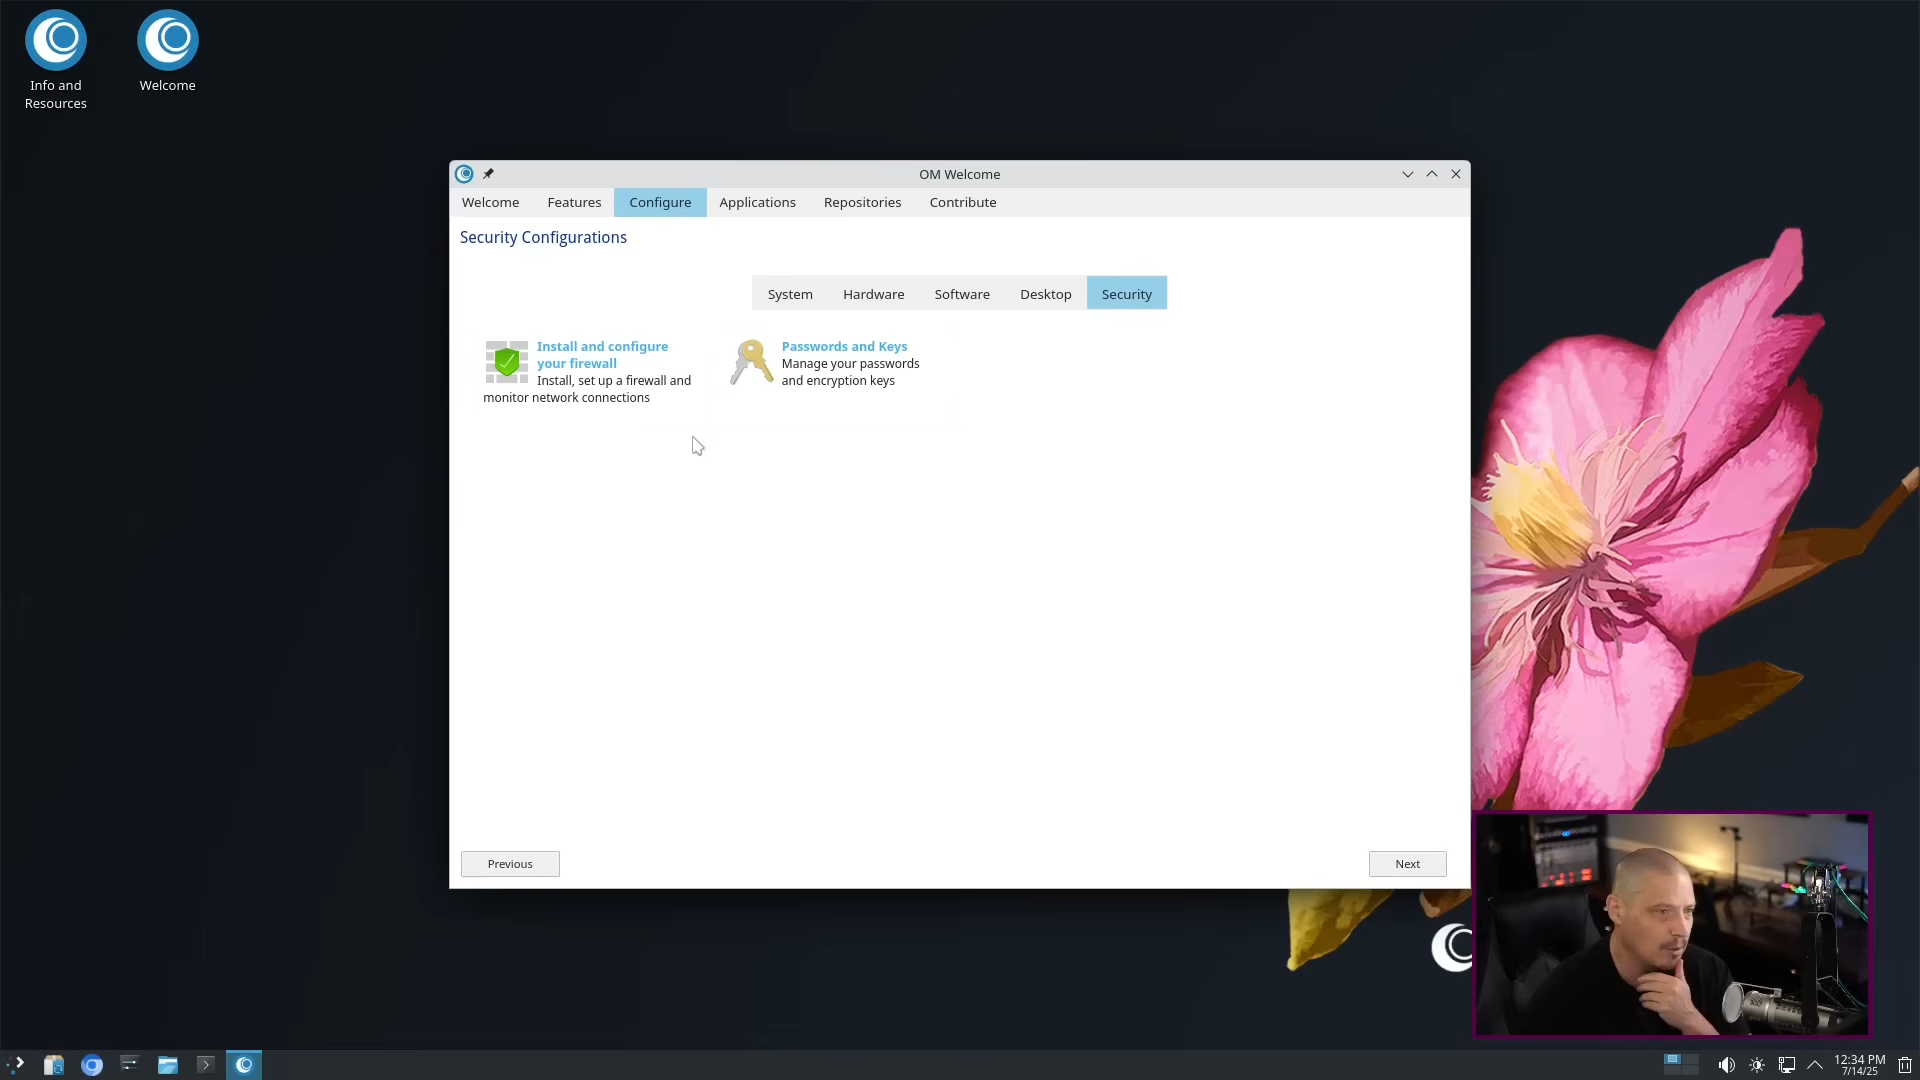 Info and
Resources
Welcome
OM Welcome
Welcome
Features
Configure
Applications
Repositories
Contribute
Security Configurations
System
Hardware
Software
Desktop
Security
Install and configure
your firewall
Install, set up a firewall and
monitor network connections
Passwords and Keys
Manage your passwords
and encryption keys
Previous
Next
12:34 PM
7/14/25